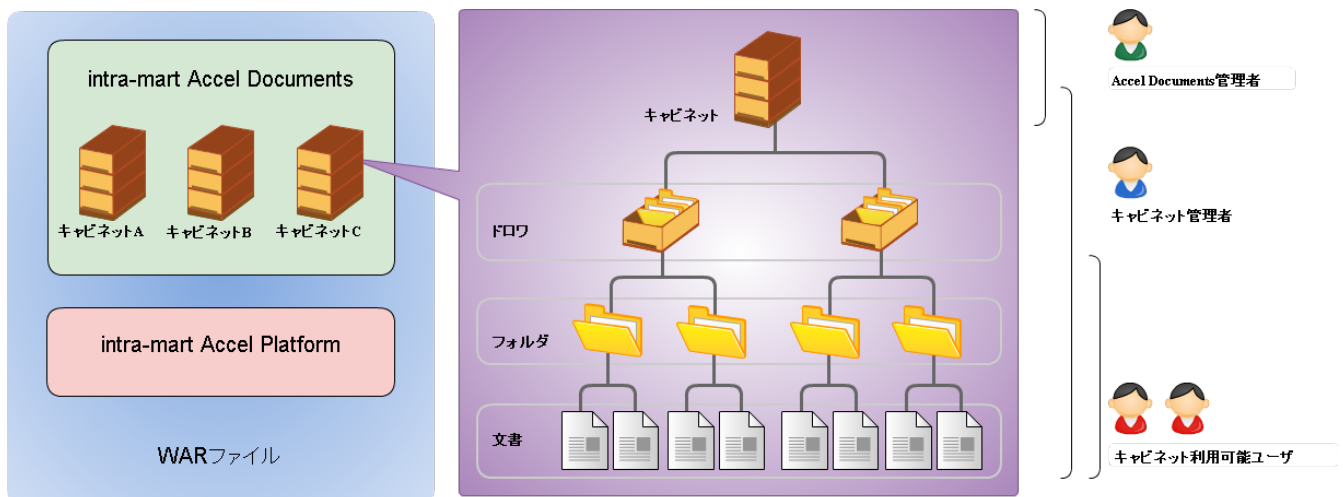 intra-mart Accel Documents
キャビネットA
キャビネットB
キャビネットC
intra-mart Accel Platform
WARファイル
キャビネット
ドロワ
フォルダ
文書
Accel Documents管理者
キャビネット管理者
キャビネット利用可能ユーザ